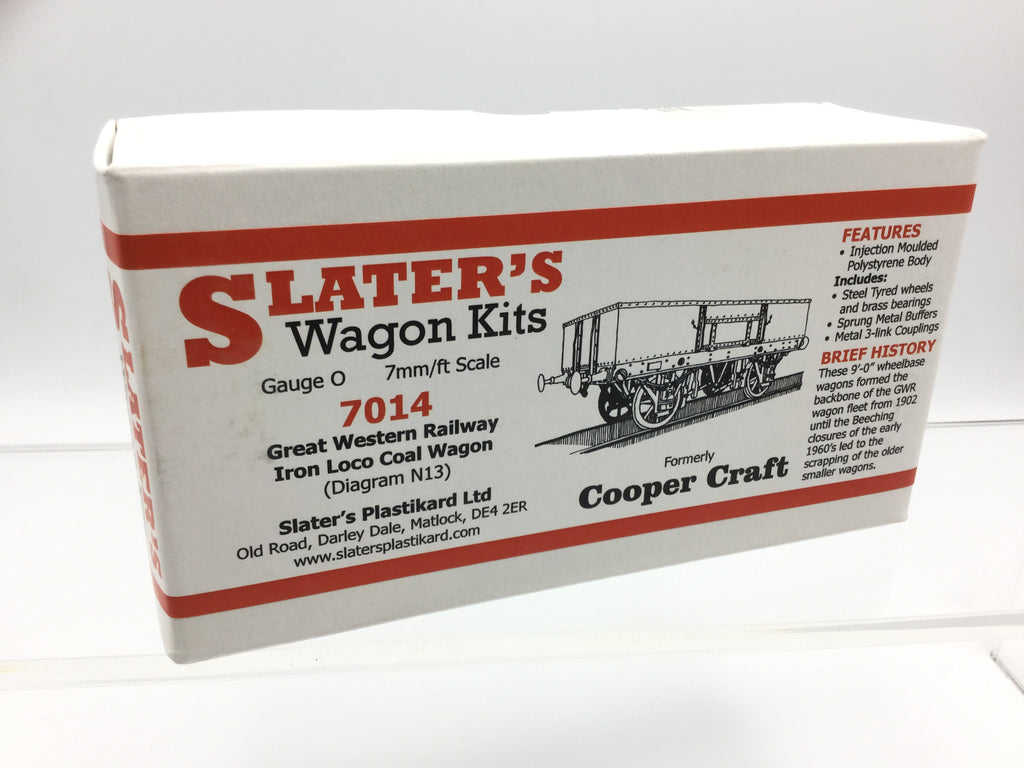 SLATER'S
SLATER'S
Wagon Kits
Gauge O 7mm/ft Scale
7014
Great Western Railway
Iron Loco Coal Wagon
(Diagram N13)
Slater's Plastikard Ltd
Old Road, Darley Dale, Matlock, DE4 2ER
www.slatersplastikard.com
Formerly
Cooper Craft
FEATURES
• Injection Moulded
Polystyrene Body
Includes:
• Steel Tyred wheels
and brass bearings
• Sprung Metal Buffers
• Metal 3-link Couplings
BRIEF HISTORY
These 9'-0" wheelbase
wagons formed the
backbone of the GWR
wagon fleet from 1902
until the Beeching
closures of the early
1960's led to the
scrapping of the older
smaller wagons.